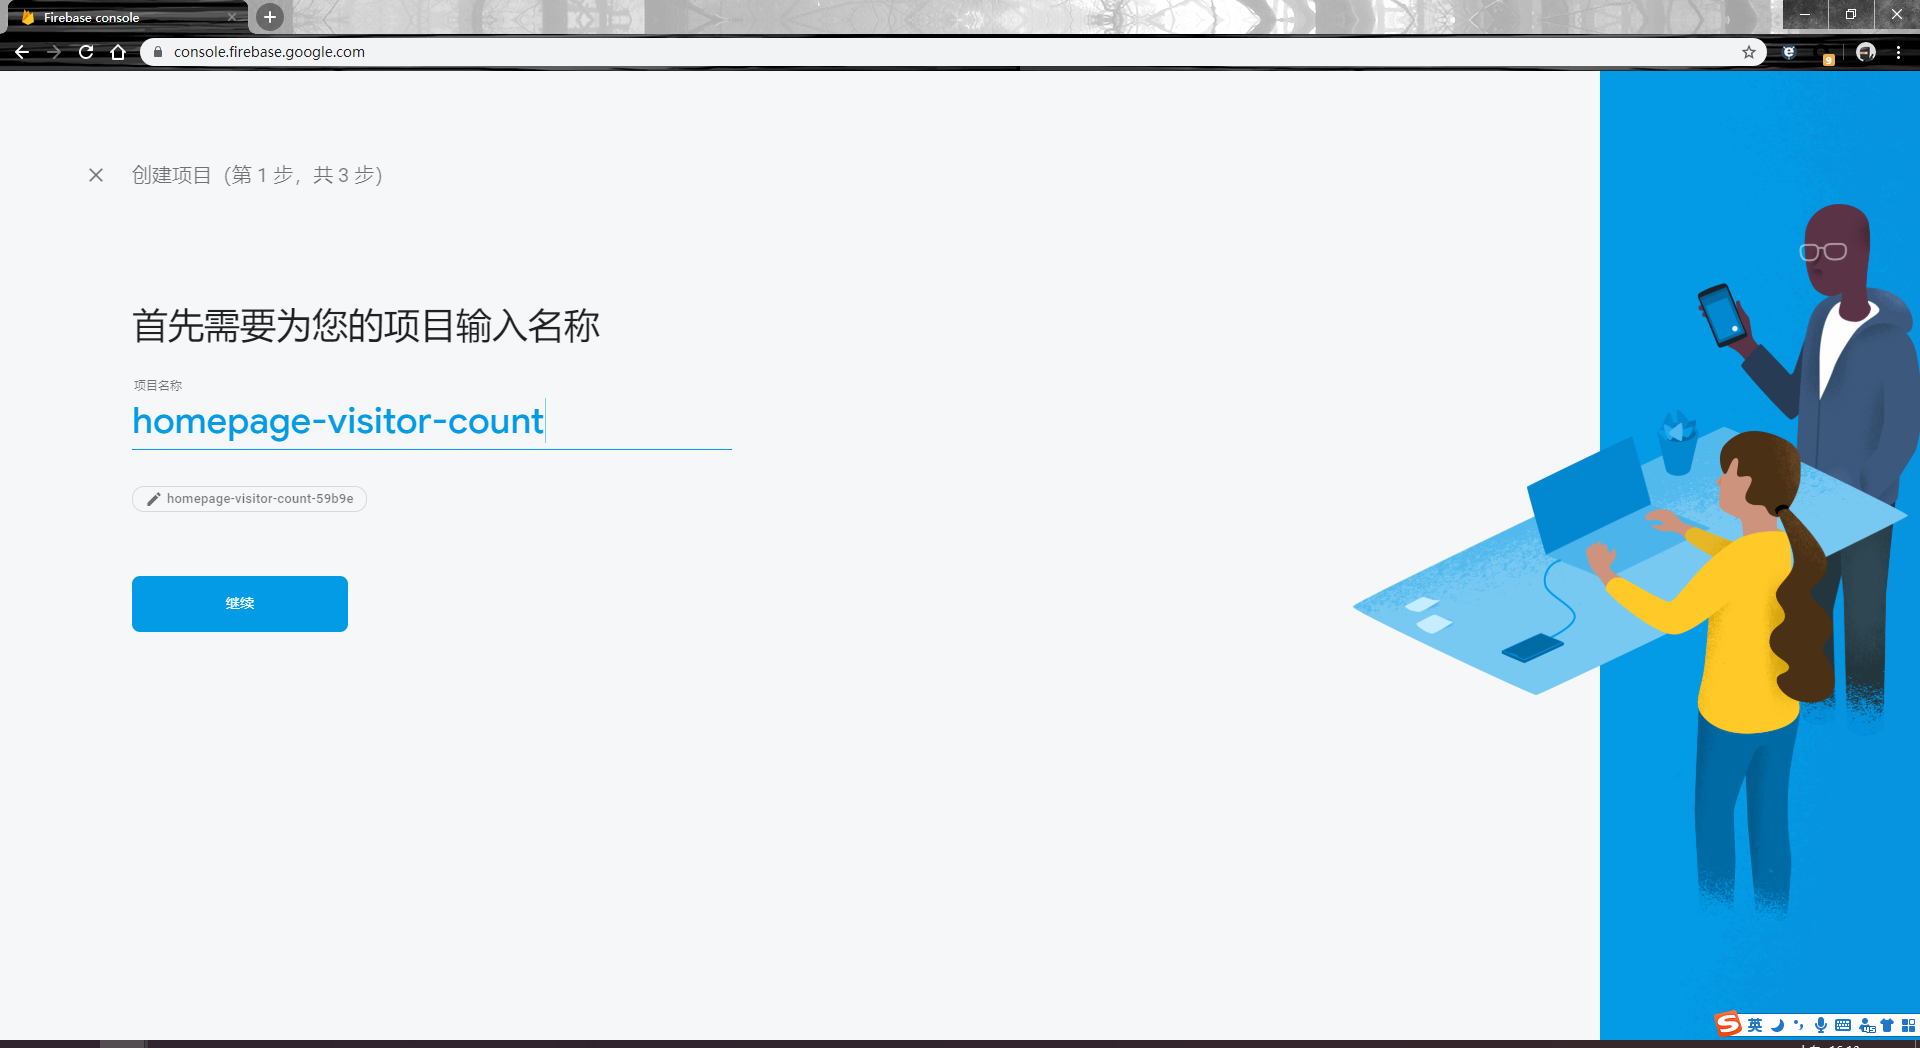 Firebase console
console.firebase.google.com
9
创建项目（第 1 步，共 3 步）
首先需要为您的项目输入名称
项目名称
homepage-visitor-count
homepage-visitor-count-59b9e
继续
英